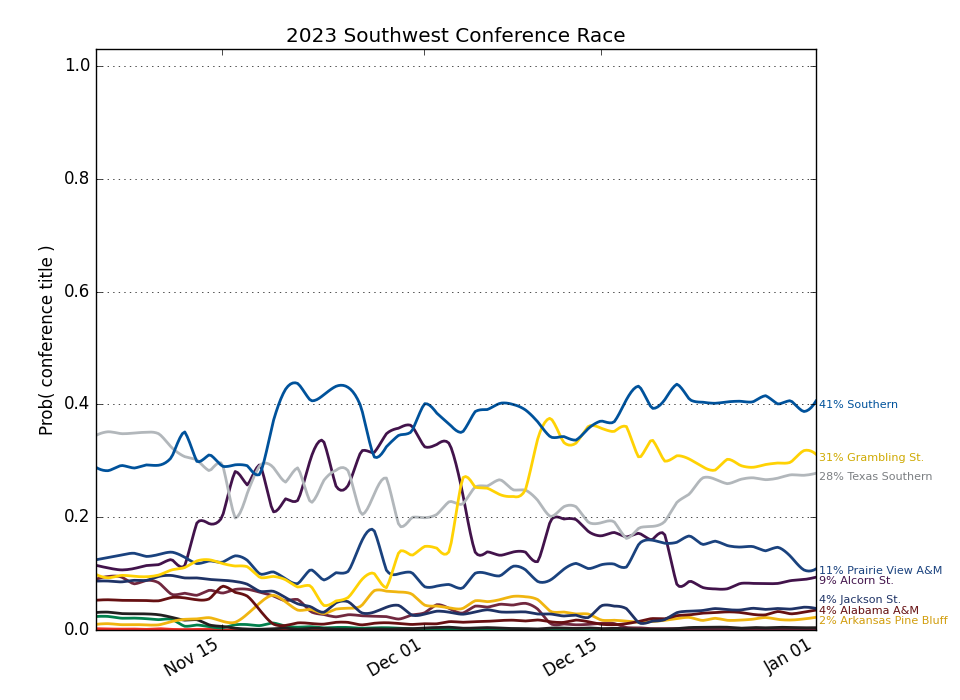 2023 Southwest Conference Race
Prob( conference title )
1.0
0.8
0.6
0.4
0.2
0.0
41% Southern
31% Grambling St.
28% Texas Southern
11% Prairie View A&M
9% Alcorn St.
4% Jackson St.
4% Alabama A&M
2% Arkansas Pine Bluff
Nov 15
Dec 01
Dec 15
Jan 01